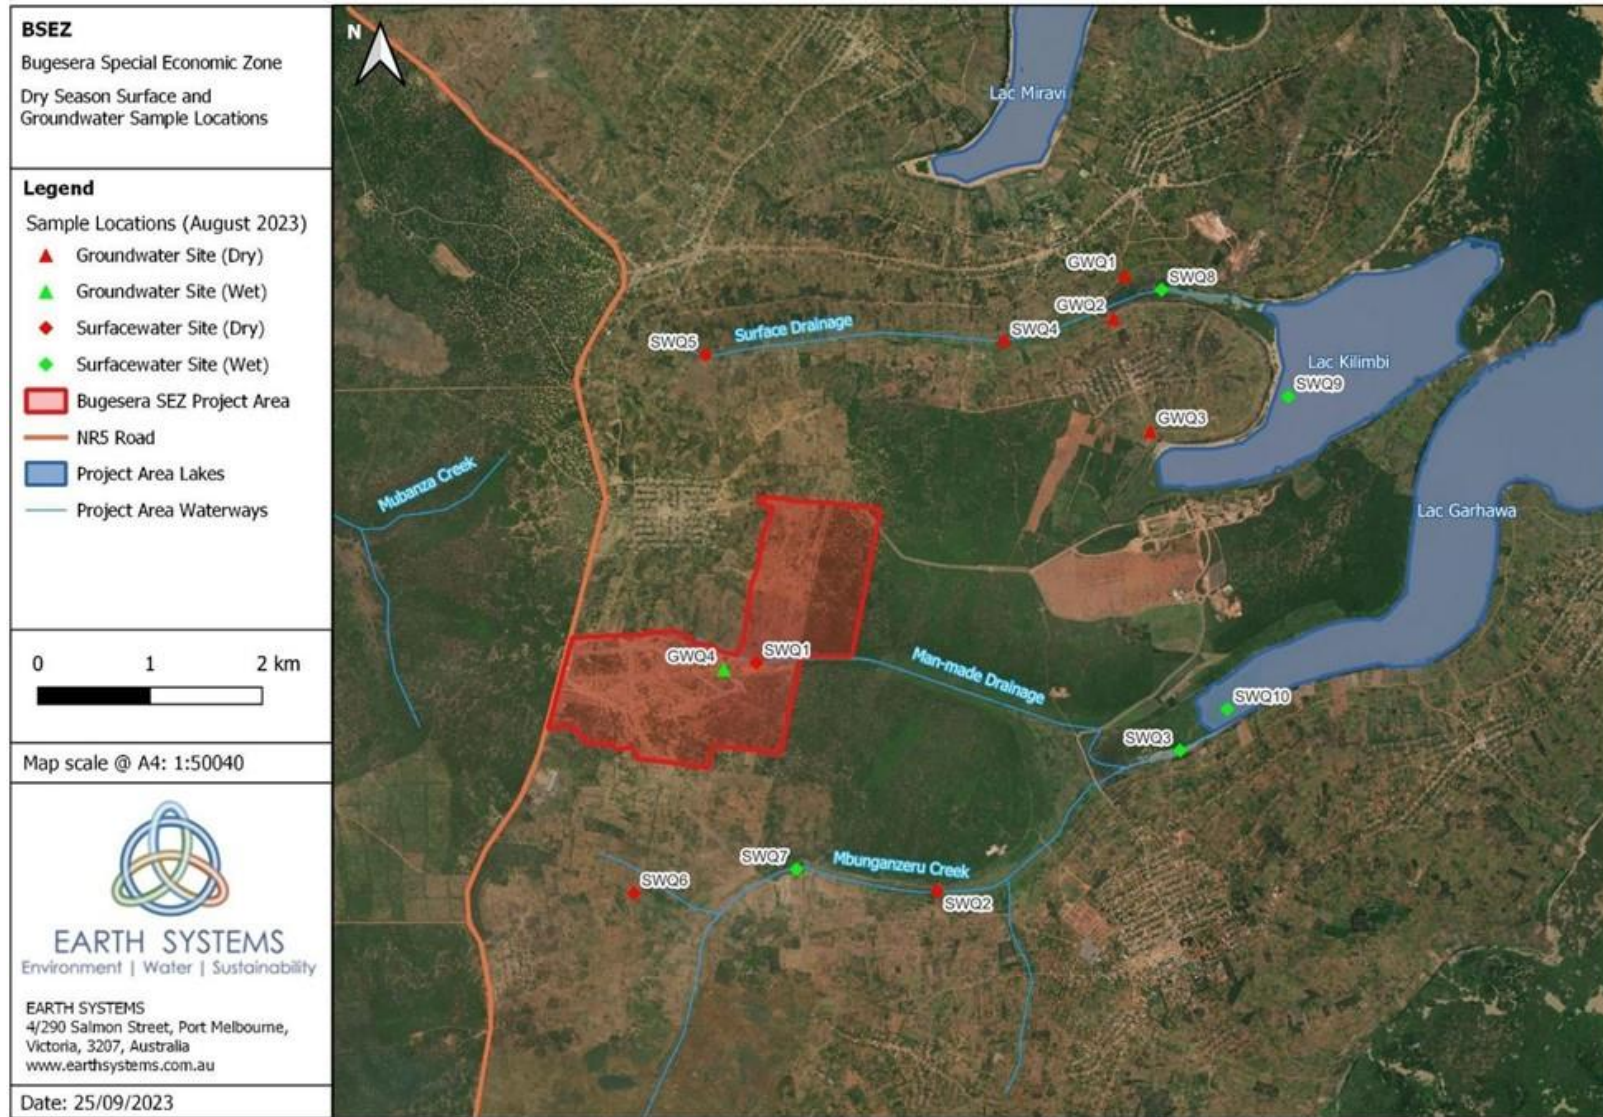 BSEZ
Bugesera Special Economic Zone
Dry Season Surface and
Groundwater Sample Locations
Legend
Sample Locations (August 2023)
Groundwater Site (Dry)
Groundwater Site (Wet)
Surfacewater Site (Dry)
Surfacewater Site (Wet)
Bugesera SEZ Project Area
NR5 Road
Project Area Lakes
Project Area Waterways
0 1 2 km
Map scale @ A4: 1:50040
EARTH SYSTEMS
Environment | Water | Sustainability
EARTH SYSTEMS
4/290 Salmon Street, Port Melbourne,
Victoria, 3207, Australia
www.earthsystems.com.au
Date: 25/09/2023
N
Lac Miravi
GWQ1
SWQ8
GWQ2
SWQ4
Surface Drainage
SWQ5
Lac Kilimbi
SWQ9
GWQ3
Mubanza Creek
Lac Garhawa
GWQ4
SWQ1
Man-made Drainage
SWQ10
SWQ3
SWQ7
Mbunganzeru Creek
SWQ6
SWQ2